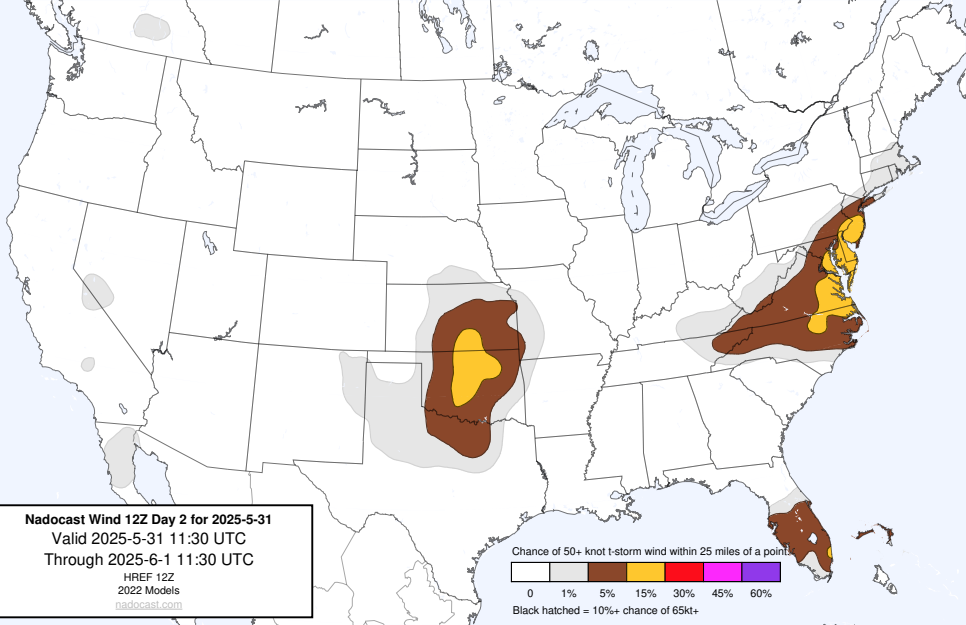 Nadocast Wind 12Z Day 2 for 2025-5-31
Valid 2025-5-31 11:30 UTC
Through 2025-6-1 11:30 UTC
HREF 12Z
2022 Models
nadocast.com
Chance of 50+ knot t-storm wind within 25 miles of a point.
0 1% 5% 15% 30% 45% 60%
Black hatched = 10%+ chance of 65kt+